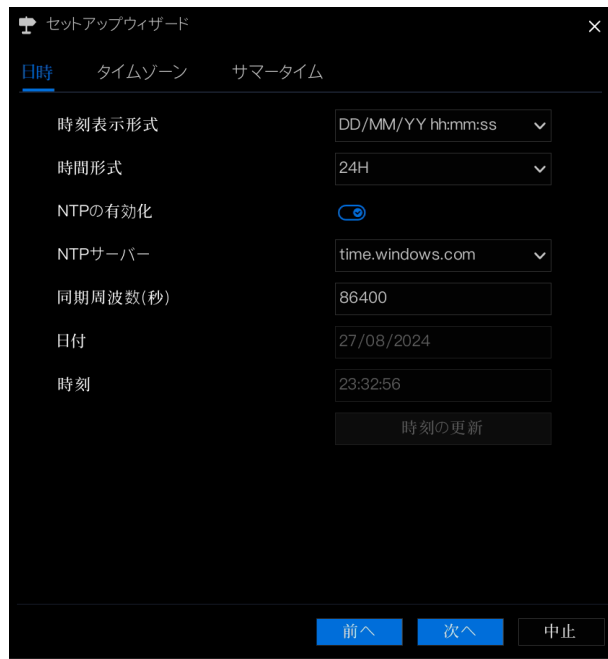 セットアップウィザード
日時 タイムゾーン サマータイム
時刻表示形式 DD/MM/YY hh:mm:ss
時間形式 24H
NTPの有効化
NTPサーバー time.windows.com
同期周波数(秒) 86400
日付 27/08/2024
時刻 23:32:56
時刻の更新
前へ 次へ 中止